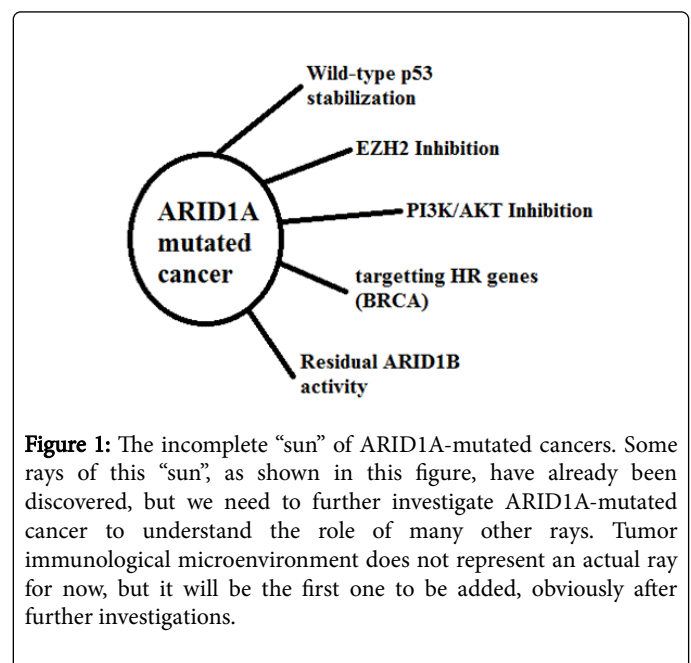 Wild-type p53
stabilization
EZH2 Inhibition
ARID1A
mutated
cancer
PI3K/AKT Inhibition
targetting HR genes
(BRCA)
Residual ARID1B
activity
Figure 1: The incomplete “sun” of ARID1A-mutated cancers. Some
rays of this “sun”, as shown in this figure, have already been
discovered, but we need to further investigate ARID1A-mutated
cancer to understand the role of many other rays. Tumor
immunological microenvironment does not represent an actual ray
for now, but it will be the first one to be added, obviously after
further investigations.